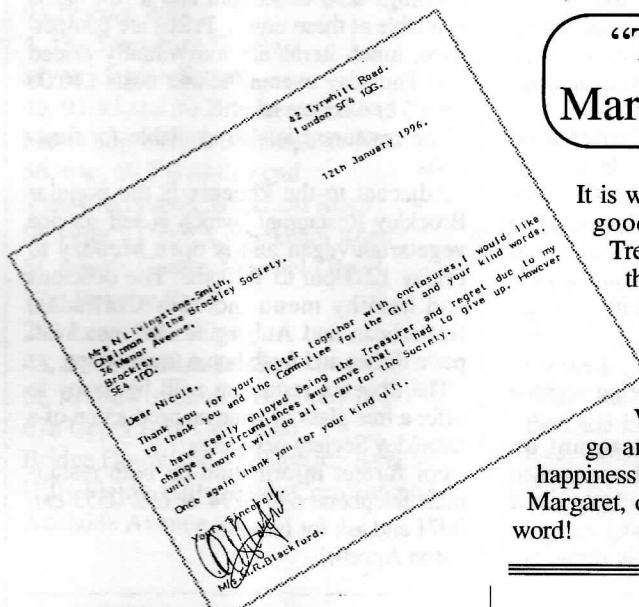 42 Tyrwhitt Road.
London SE4 1QG.
12th January 1996.
Mrs N Livingstone-Smith,
Chairman of the Brockley Society,
36 Manor Avenue,
Brockley,
Dear Nicola,
Thank you for your letter together with enclosures,I would like
to thank you and the Committee for the gift and your kind words.
I have really enjoyed being the Treasurer and regret due to my
change of circumstances and move that I had to give up. However
until I move I will do all I can for the Society.
Once again thank you for your kind gift.
Yours sincerely
M.R.Blackford.
“T
Mar
It is w
good
Tre
th
go an
happiness
Margaret,
word!